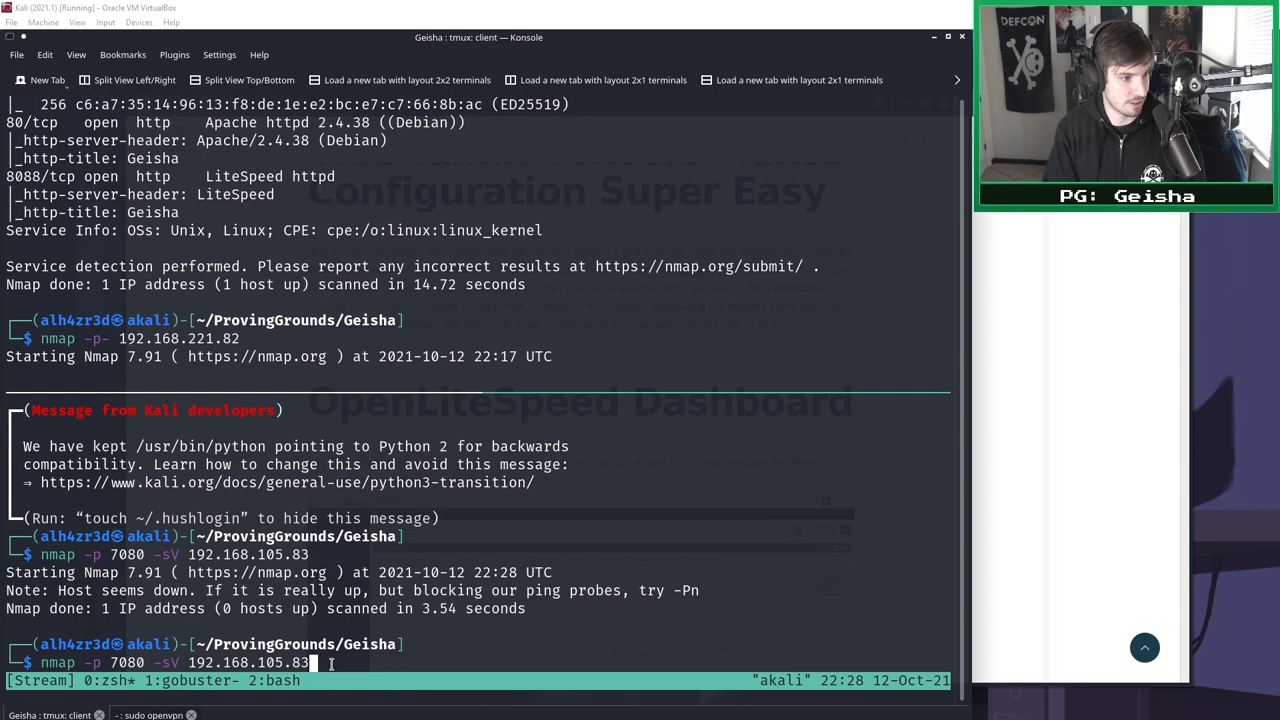 Kali (2021.1) [Running] - Oracle VM VirtualBox
File Machine View Input Devices Help
Geisha : tmux: client — Konsole
File Edit View Bookmarks Plugins Settings Help
New Tab Split View Left/Right Split View Top/Bottom Load a new tab with layout 2x2 terminals Load a new tab with layout 2x1 terminals Load a new tab with layout 2x1 terminals
|_  256 c6:a7:35:14:96:13:f8:de:1e:e2:bc:e7:c7:66:8b:ac (ED25519)
80/tcp   open  http    Apache httpd 2.4.38 ((Debian))
|_http-server-header: Apache/2.4.38 (Debian)
|_http-title: Geisha
8088/tcp open  http    LiteSpeed httpd
|_http-server-header: LiteSpeed
|_http-title: Geisha
Service Info: OSs: Unix, Linux; CPE: cpe:/o:linux:linux_kernel
Service detection performed. Please report any incorrect results at https://nmap.org/submit/ .
Nmap done: 1 IP address (1 host up) scanned in 14.72 seconds
┌──(alh4zr3d㉿akali)-[~/ProvingGrounds/Geisha]
└─$ nmap -p- 192.168.221.82
Starting Nmap 7.91 ( https://nmap.org ) at 2021-10-12 22:17 UTC
┏━(Message from Kali developers)
We have kept /usr/bin/python pointing to Python 2 for backwards
compatibility. Learn how to change this and avoid this message:
⇒ https://www.kali.org/docs/general-use/python3-transition/
┗━(Run: “touch ~/.hushlogin” to hide this message)
┌──(alh4zr3d㉿akali)-[~/ProvingGrounds/Geisha]
└─$ nmap -p 7080 -sV 192.168.105.83
Starting Nmap 7.91 ( https://nmap.org ) at 2021-10-12 22:28 UTC
Note: Host seems down. If it is really up, but blocking our ping probes, try -Pn
Nmap done: 1 IP address (0 hosts up) scanned in 3.54 seconds
┌──(alh4zr3d㉿akali)-[~/ProvingGrounds/Geisha]
└─$ nmap -p 7080 -sV 192.168.105.83
[Stream] 0:zsh* 1:gobuster- 2:bash "akali" 22:28 12-Oct-21
Geisha : tmux: client - : sudo openvpn
Configuration Super Easy
OpenLiteSpeed Dashboard
DEFCON
PG: Geisha